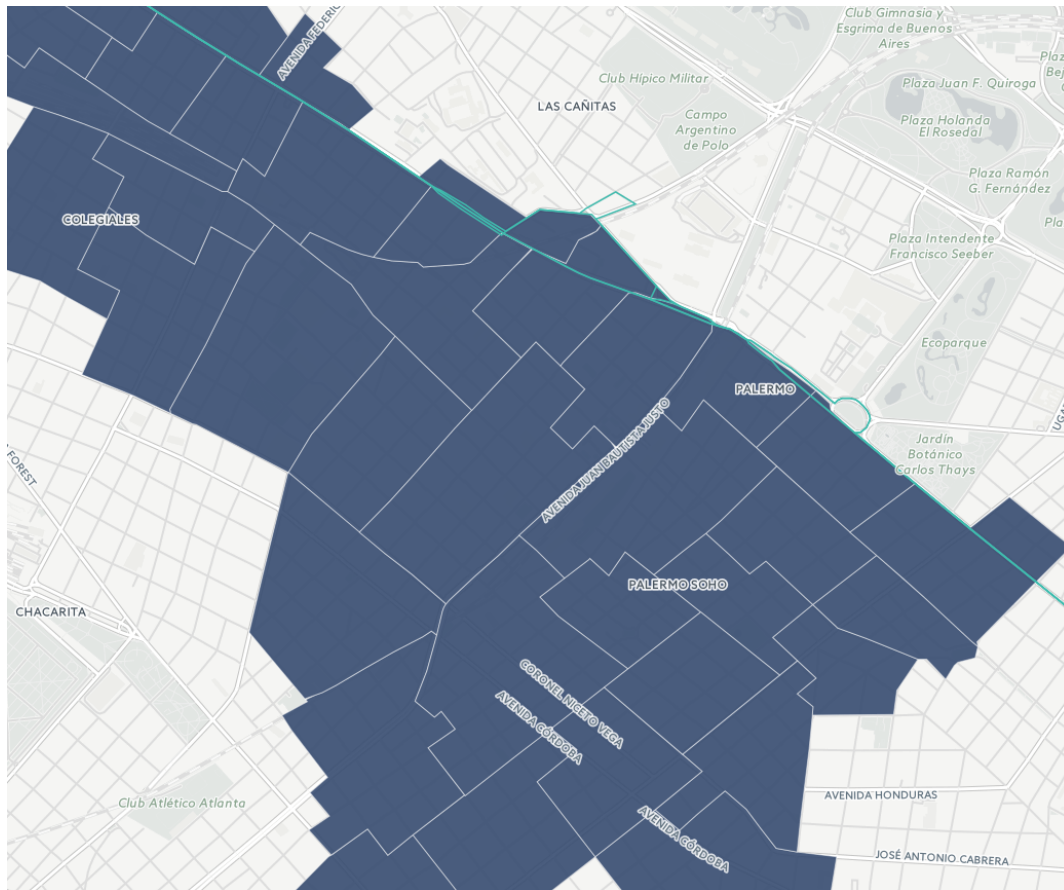 AVENIDA FEDERIC
Club Gimnasia y
Esgrima de Buenos
Aires
Club Hípico Militar
Plaza Juan F. Quiroga
LAS CAÑITAS
Campo
Argentino
de Polo
Plaza Holanda
El Rosedal
Plaza Ramón
G. Fernández
COLEGIALES
Plaza Intendente
Francisco Seeber
Ecoparque
PALERMO
AVENIDA JUAN BAUTISTA JUSTO
Jardín
Botánico
Carlos Thays
FOREST
PALERMO SOHO
CHACARITA
CORONEL NICETO VEGA
AVENIDA CÓRDOBA
Club Atlético Atlanta
AVENIDA HONDURAS
AVENIDA CÓRDOBA
JOSÉ ANTONIO CABRERA